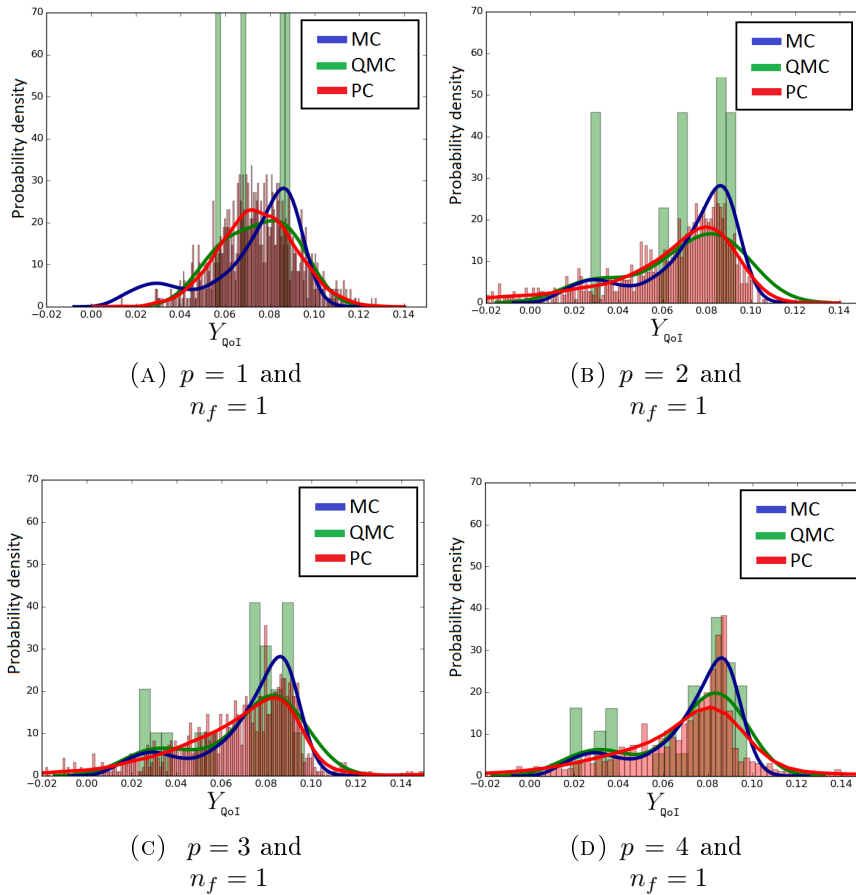 70
60
50
40
30
20
10
0
Probability density
MC
QMC
PC
−0.02 0.00 0.02 0.04 0.06 0.08 0.10 0.12 0.14
Y_QoI
(A) p = 1 and
n_f = 1
70
60
50
40
30
20
10
0
Probability density
MC
QMC
PC
−0.02 0.00 0.02 0.04 0.06 0.08 0.10 0.12 0.14
Y_QoI
(B) p = 2 and
n_f = 1
70
60
50
40
30
20
10
0
Probability density
MC
QMC
PC
−0.02 0.00 0.02 0.04 0.06 0.08 0.10 0.12 0.14
Y_QoI
(C) p = 3 and
n_f = 1
70
60
50
40
30
20
10
0
Probability density
MC
QMC
PC
−0.02 0.00 0.02 0.04 0.06 0.08 0.10 0.12 0.14
Y_QoI
(D) p = 4 and
n_f = 1